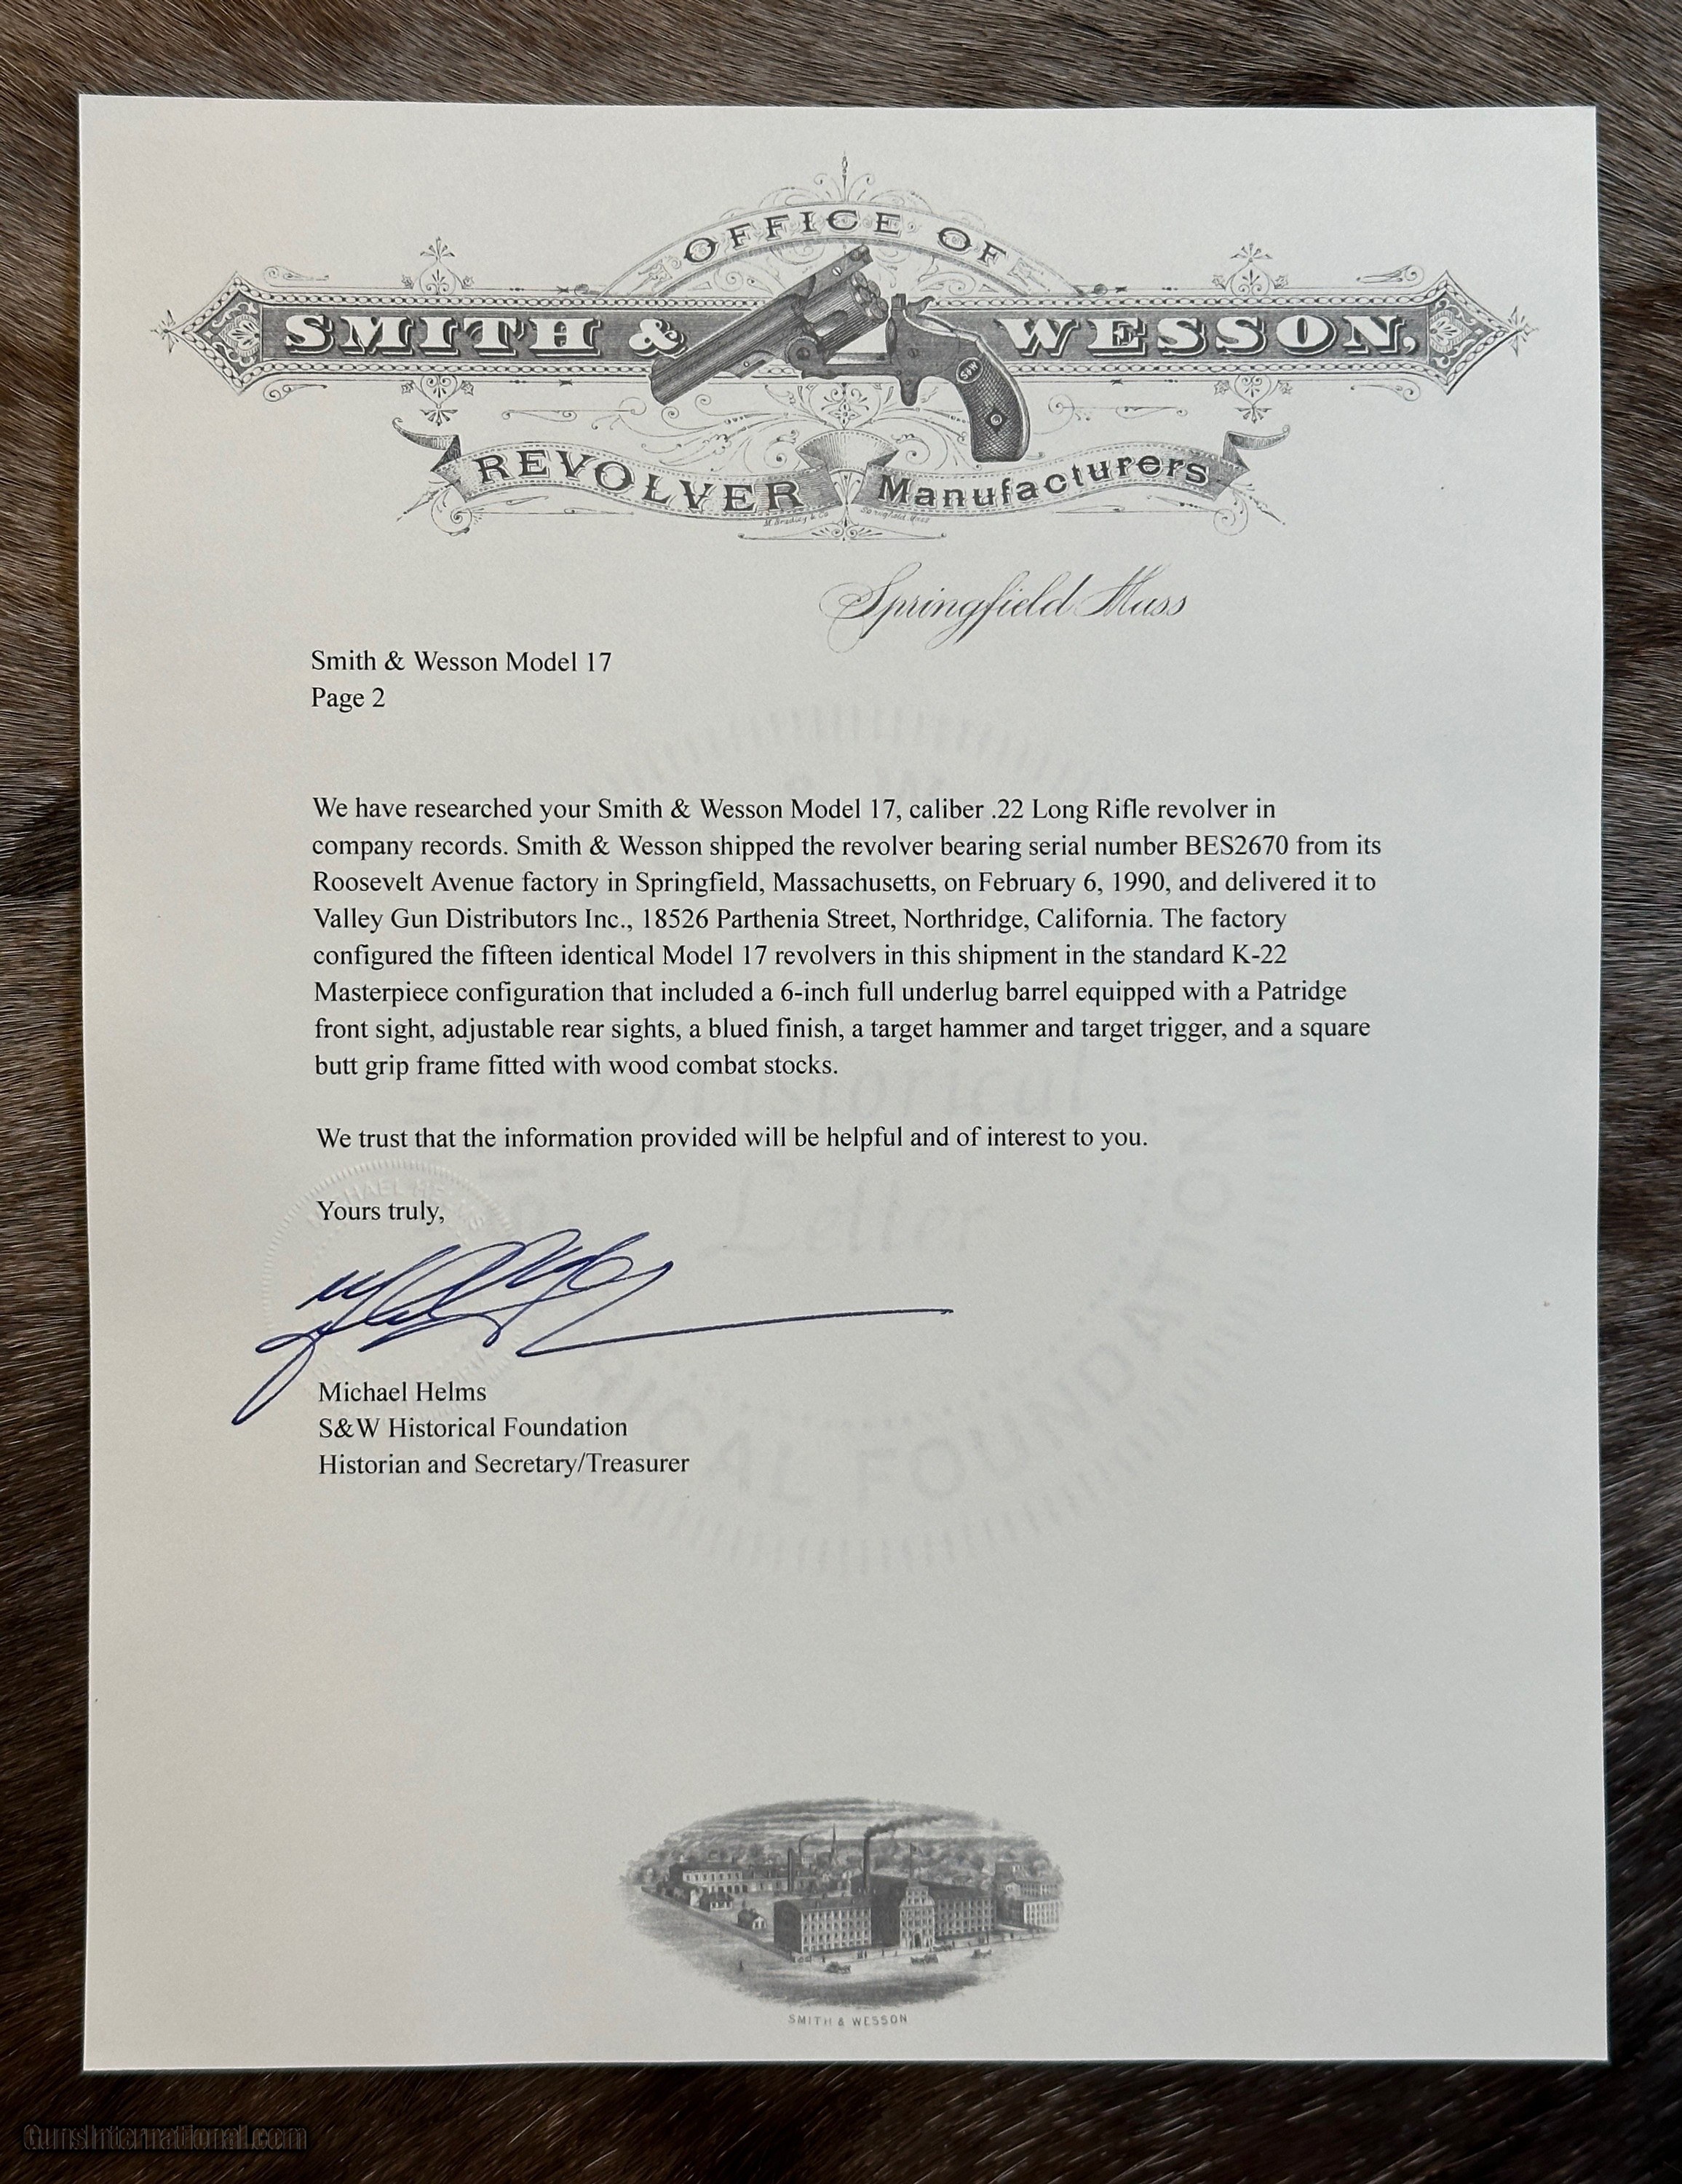 OFFICE OF
SMITH & WESSON.
S&W
REVOLVER Manufacturers
Springfield Mass
Smith & Wesson Model 17
Page 2
We have researched your Smith & Wesson Model 17, caliber .22 Long Rifle revolver in
company records. Smith & Wesson shipped the revolver bearing serial number BES2670 from its
Roosevelt Avenue factory in Springfield, Massachusetts, on February 6, 1990, and delivered it to
Valley Gun Distributors Inc., 18526 Parthenia Street, Northridge, California. The factory
configured the fifteen identical Model 17 revolvers in this shipment in the standard K-22
Masterpiece configuration that included a 6-inch full underlug barrel equipped with a Patridge
front sight, adjustable rear sights, a blued finish, a target hammer and target trigger, and a square
butt grip frame fitted with wood combat stocks.
Historical
We trust that the information provided will be helpful and of interest to you.
Letter
Yours truly,
Michael Helms
S&W Historical Foundation
Historian and Secretary/Treasurer
FOUNDATION
SMITH & WESSON
GunsInternational.com